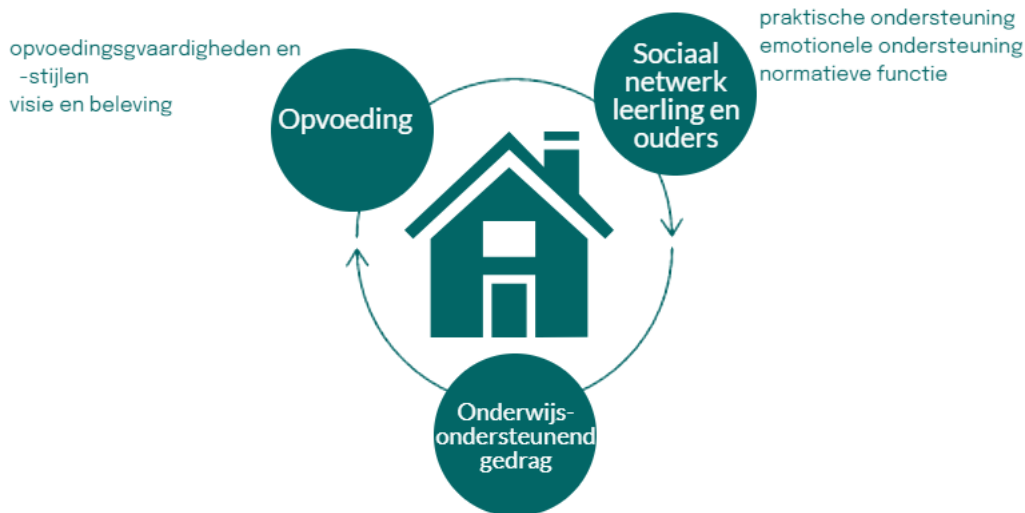 opvoedingsgvaardigheden en
-stijlen
visie en beleving
Opvoeding
Sociaal
netwerk
leerling en
ouders
praktische ondersteuning
emotionele ondersteuning
normatieve functie
Onderwijs-
ondersteunend
gedrag